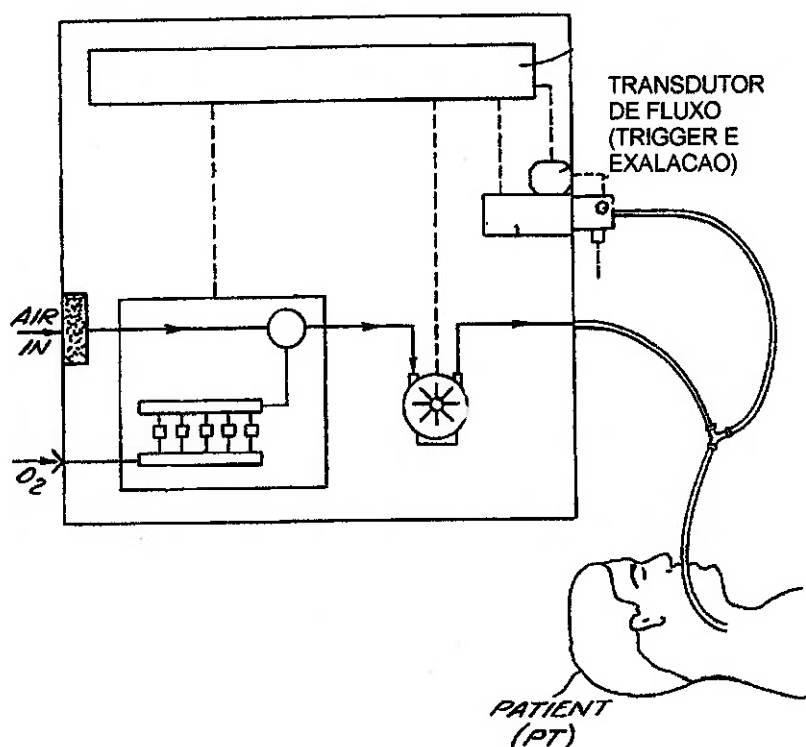 TRANSDUTOR
DE FLUXO
(TRIGGER E
EXALACAO)
AIR
IN
O2
PATIENT
(PT)